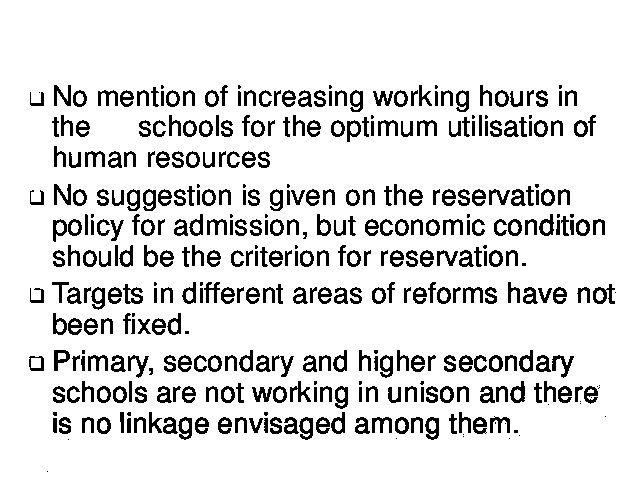 ❑ No mention of increasing working hours in
the schools for the optimum utilisation of
human resources
❑ No suggestion is given on the reservation
policy for admission, but economic condition
should be the criterion for reservation.
❑ Targets in different areas of reforms have not
been fixed.
❑ Primary, secondary and higher secondary
schools are not working in unison and there
is no linkage envisaged among them.